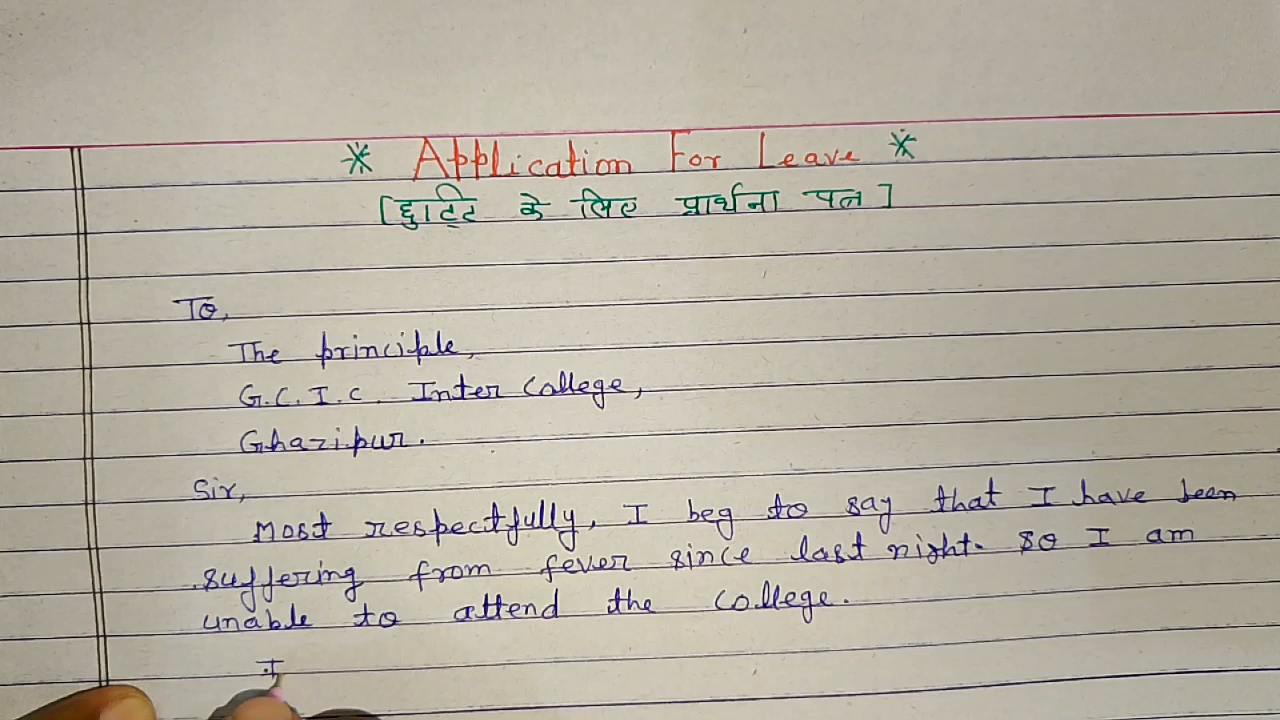 * Application For Leave *
[छुट्टि के लिए प्रार्थना पत्र]
To,
The principle,
G.C.I.C. Inter College,
Ghazipur.
Sir,
Most respectfully, I beg to say that I have been
suffering from fever since last night. So I am
unable to attend the college.
I